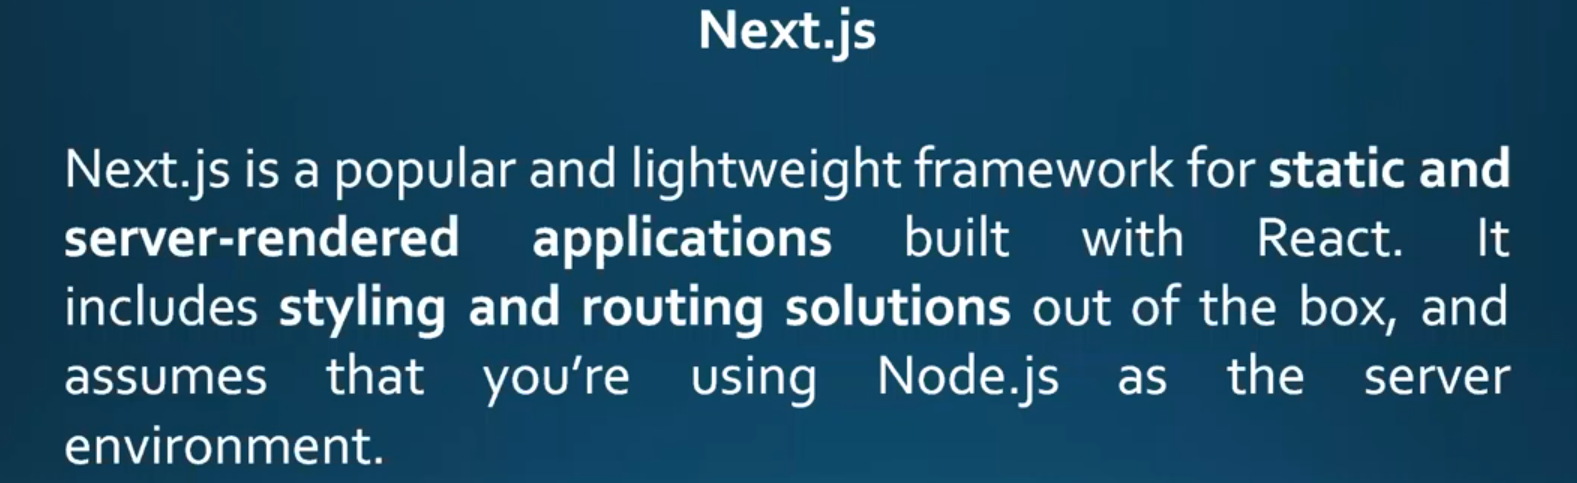 Next.js
Next.js is a popular and lightweight framework for static and
server-rendered applications built with React. It
includes styling and routing solutions out of the box, and
assumes that you’re using Node.js as the server
environment.